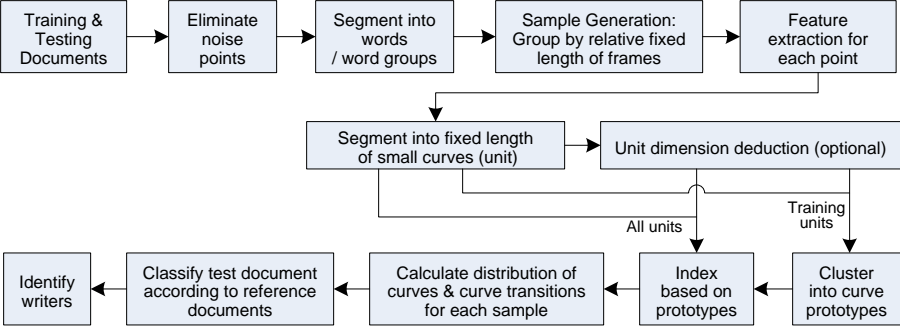 Training &
Testing
Documents
Eliminate
noise
points
Segment into
words
/ word groups
Sample Generation:
Group by relative fixed
length of frames
Feature
extraction for
each point
Segment into fixed length
of small curves (unit)
Unit dimension deduction (optional)
All units
Training
units
Identify
writers
Classify test document
according to reference
documents
Calculate distribution of
curves & curve transitions
for each sample
Index
based on
prototypes
Cluster
into curve
prototypes